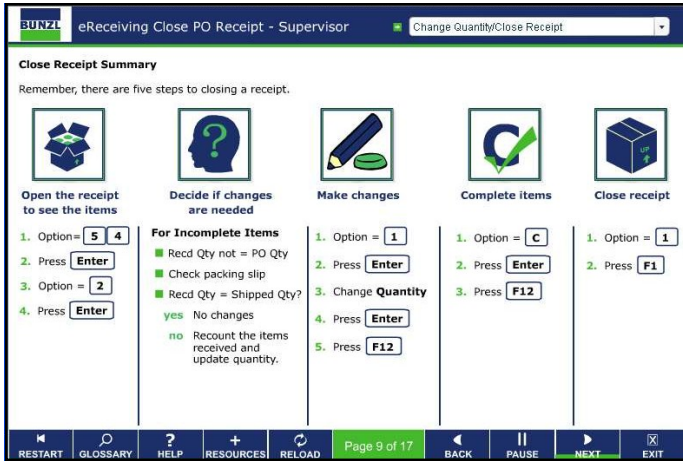 BUNZL
eReceiving Close PO Receipt - Supervisor
Change Quantity/Close Receipt
Close Receipt Summary
Remember, there are five steps to closing a receipt.
Open the receipt
to see the items
1. Option= 5 4
2. Press Enter
3. Option = 2
4. Press Enter
?
Decide if changes
are needed
For Incomplete Items
Recd Qty not = PO Qty
Check packing slip
Recd Qty = Shipped Qty?
yes No changes
no Recount the items
received and
update quantity.
Make changes
1. Option = 1
2. Press Enter
3. Change Quantity
4. Press Enter
5. Press F12
C
Complete items
1. Option = C
2. Press Enter
3. Press F12
UP
Close receipt
1. Option = 1
2. Press F1
RESTART
GLOSSARY
? HELP
+ RESOURCES
RELOAD
Page 9 of 17
BACK
PAUSE
NEXT
X EXIT